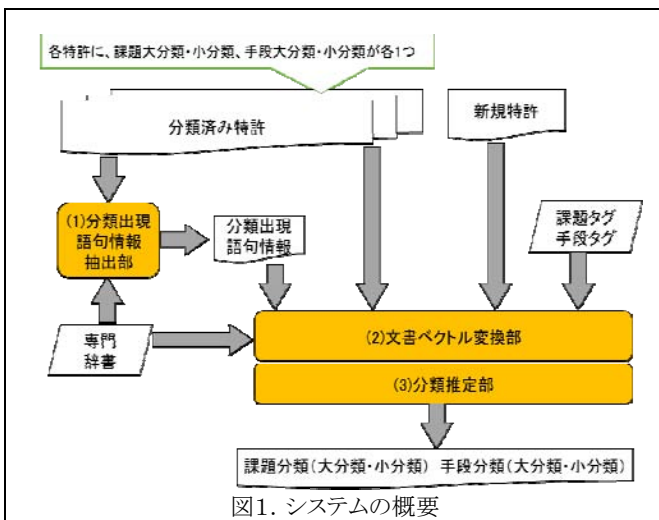 各特許に、課題大分類・小分類、手段大分類・小分類が各1つ
分類済み特許
新規特許
(1)分類出現
語句情報
抽出部
分類出現
語句情報
課題タグ
手段タグ
専門
辞書
(2)文書ベクトル変換部
(3)分類推定部
課題分類(大分類・小分類) 手段分類(大分類・小分類)
図1. システムの概要